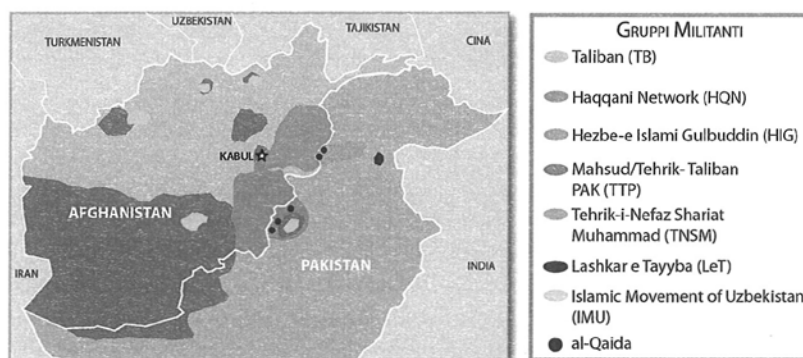 UZBEKISTAN
TAJIKISTAN
TURKMENISTAN
CINA
KABUL
AFGHANISTAN
IRAN
PAKISTAN
INDIA
GRUPPI MILITANTI
Taliban (TB)
Haqqani Network (HQN)
Hezbe-e Islami Gulbuddin (HIG)
Mahsud/Tehrik-Taliban
PAK (TTP)
Tehrik-i-Nefaz Shariat
Muhammad (TNSM)
Lashkar e Tayyba (LeT)
Islamic Movement of Uzbekistan
(IMU)
al-Qaida